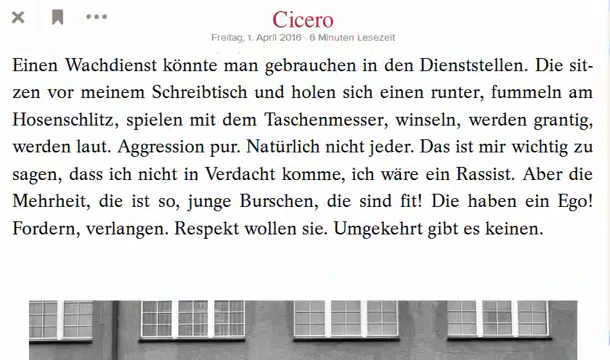 Cicero
Freitag, 1. April 2016 · 6 Minuten Lesezeit
Einen Wachdienst könnte man gebrauchen in den Dienststellen. Die sit-
zen vor meinem Schreibtisch und holen sich einen runter, fummeln am
Hosenschlitz, spielen mit dem Taschenmesser, winseln, werden grantig,
werden laut. Aggression pur. Natürlich nicht jeder. Das ist mir wichtig zu
sagen, dass ich nicht in Verdacht komme, ich wäre ein Rassist. Aber die
Mehrheit, die ist so, junge Burschen, die sind fit! Die haben ein Ego!
Fordern, verlangen. Respekt wollen sie. Umgekehrt gibt es keinen.